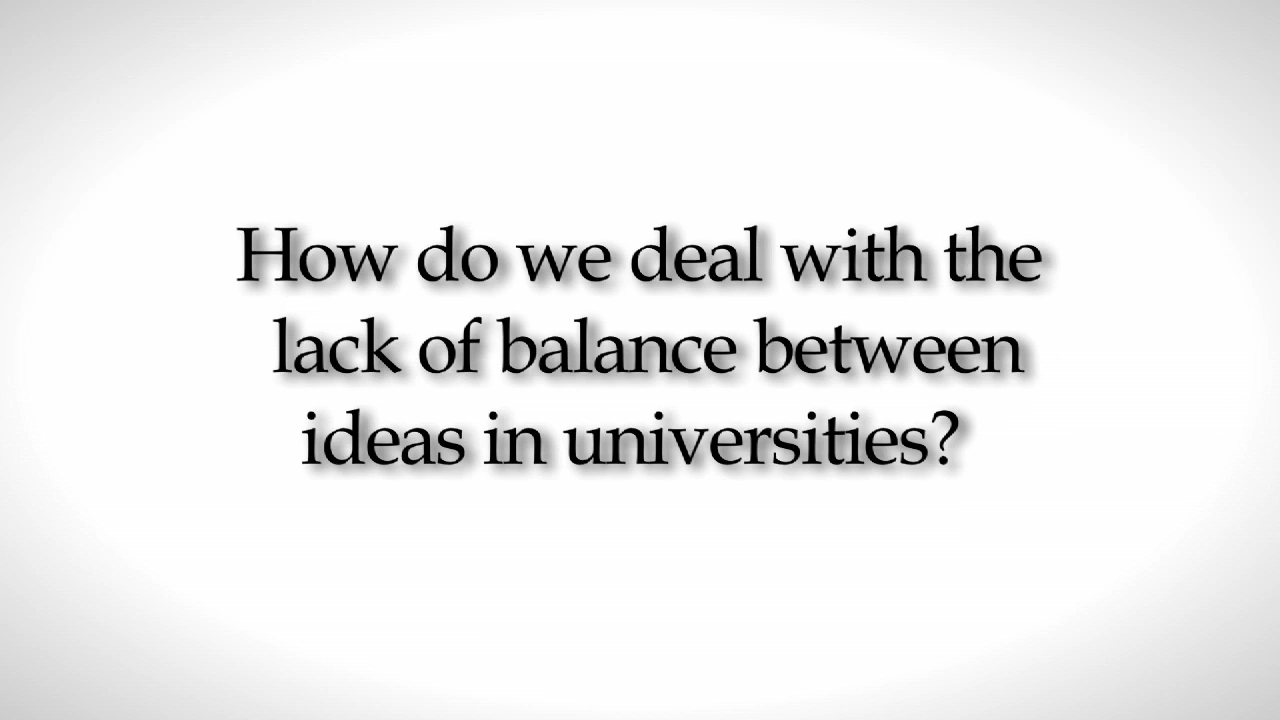 How do we deal with the
lack of balance between
ideas in universities?